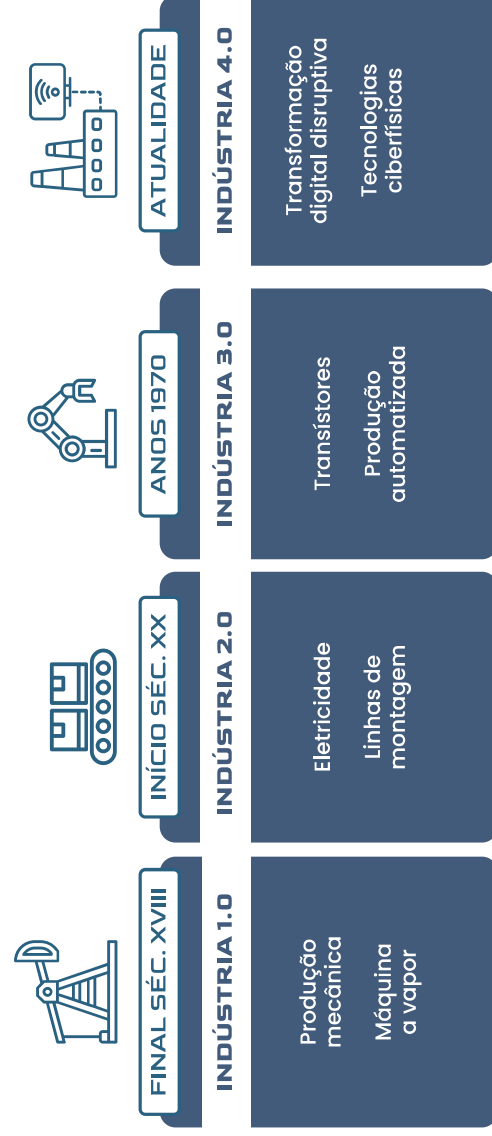 FINAL SÉC. XVIII
INDÚSTRIA 1.0
Produção
mecânica
Máquina
a vapor
INÍCIO SÉC. XX
INDÚSTRIA 2.0
Eletricidade
Linhas de
montagem
ANOS 1970
INDÚSTRIA 3.0
Transístores
Produção
automatizada
ATUALIDADE
INDÚSTRIA 4.0
Transformação
digital disruptiva
Tecnologias
ciberfísicas